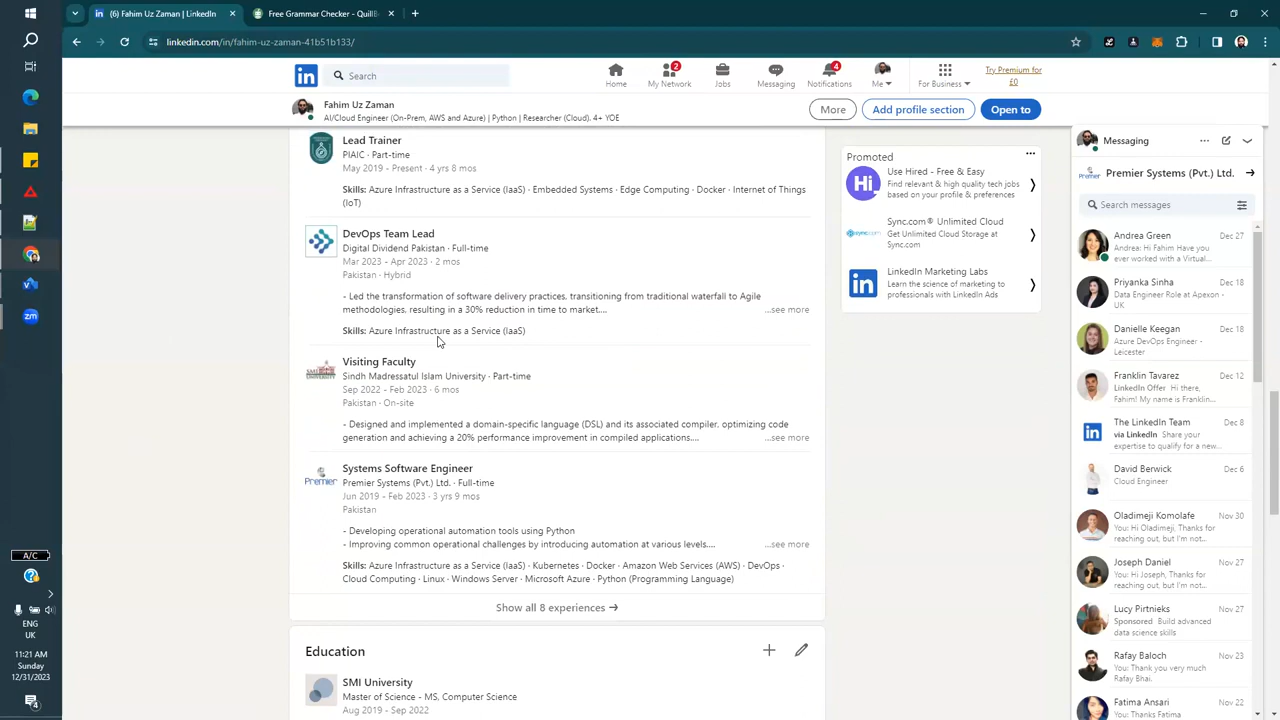 (6) Fahim Uz Zaman | LinkedIn
Free Grammar Checker - QuillB
linkedin.com/in/fahim-uz-zaman-41b51b133/
Search
Home
2
My Network
Jobs
Messaging
4
Notifications
Me
For Business
Try Premium for
£0
Fahim Uz Zaman
AI/Cloud Engineer (On-Prem, AWS and Azure) | Python | Researcher (Cloud), 4+ YOE
More
Add profile section
Open to
Lead Trainer
PIAIC · Part-time
May 2019 - Present · 4 yrs 8 mos
Skills: Azure Infrastructure as a Service (IaaS) · Embedded Systems · Edge Computing · Docker · Internet of Things
(IoT)
DevOps Team Lead
Digital Dividend Pakistan · Full-time
Mar 2023 - Apr 2023 · 2 mos
Pakistan · Hybrid
- Led the transformation of software delivery practices, transitioning from traditional waterfall to Agile
methodologies, resulting in a 30% reduction in time to market....
...see more
Skills: Azure Infrastructure as a Service (IaaS)
Visiting Faculty
Sindh Madressatul Islam University · Part-time
Sep 2022 - Feb 2023 · 6 mos
Pakistan · On-site
- Designed and implemented a domain-specific language (DSL) and its associated compiler, optimizing code
generation and achieving a 20% performance improvement in compiled applications....
...see more
Systems Software Engineer
Premier Systems (Pvt.) Ltd. · Full-time
Jun 2019 - Feb 2023 · 3 yrs 9 mos
Pakistan
- Developing operational automation tools using Python
- Improving common operational challenges by introducing automation at various levels....
...see more
Skills: Azure Infrastructure as a Service (IaaS) · Kubernetes · Docker · Amazon Web Services (AWS) · DevOps ·
Cloud Computing · Linux · Windows Server · Microsoft Azure · Python (Programming Language)
Show all 8 experiences →
Education
SMI University
Master of Science - MS, Computer Science
Aug 2019 - Sep 2022
Promoted
Use Hired - Free & Easy
Find relevant & high quality tech jobs
based on your profile & preferences
Sync.com® Unlimited Cloud
Get Unlimited Cloud Storage at
Sync.com
LinkedIn Marketing Labs
Learn the science of marketing to
professionals with LinkedIn Ads
Messaging
Premier Systems (Pvt.) Ltd.
Search messages
Andrea Green
Dec 27
Andrea: Hi Fahim Have you
ever worked with a Virtual...
Priyanka Sinha
Dec 18
Data Engineer Role at Apexon -
UK
Danielle Keegan
Dec 18
Azure DevOps Engineer -
Leicester
Franklin Tavarez
Dec 12
LinkedIn Offer Hi there,
Fahim! My name is Franklin...
The LinkedIn Team
Dec 8
via LinkedIn Share your
expertise to qualify for a new...
David Berwick
Dec 6
Cloud Engineer
Oladimeji Komolafe
Nov 30
You: Hi Oladimeji, Thanks for
reaching out, but I'm not...
Joseph Daniel
Nov 27
You: Hi Joseph, Thanks for
reaching out, but I'm not...
Lucy Pirtnieks
Nov 27
Sponsored Build advanced
data science skills
Rafay Baloch
Nov 23
You: Thank you very much
Rafay Bhai.
Fatima Ansari
Nov 22
You: Thanks Fatima
A/C
ENG
UK
11:21 AM
Sunday
12/31/2023
4